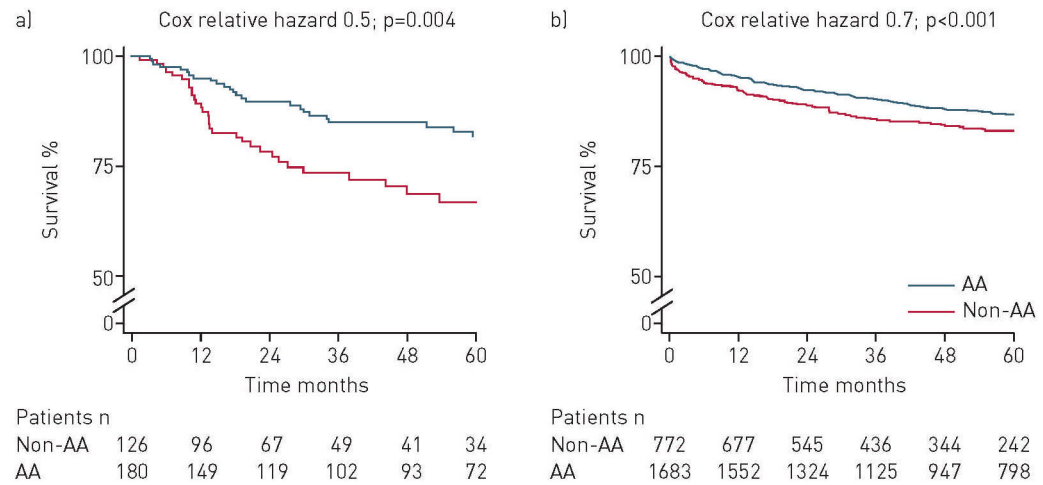 a) Cox relative hazard 0.5; p=0.004
100
75
50
0
Survival %
0 12 24 36 48 60
Time months
Patients n
Non-AA 126 96 67 49 41 34
AA 180 149 119 102 93 72
b) Cox relative hazard 0.7; p<0.001
100
75
50
0
Survival %
AA
Non-AA
0 12 24 36 48 60
Time months
Patients n
Non-AA 772 677 545 436 344 242
AA 1683 1552 1324 1125 947 798